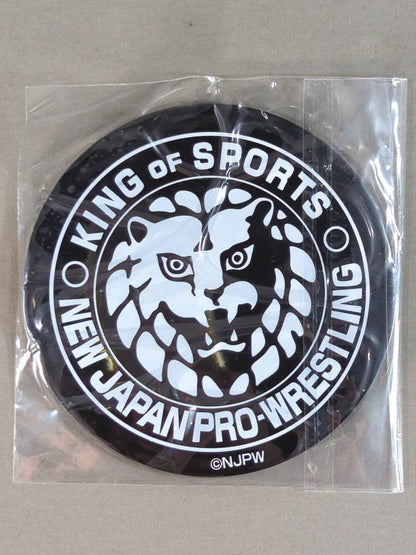 KING OF SPORTS
NEW JAPAN PRO-WRESTLING
©NJPW